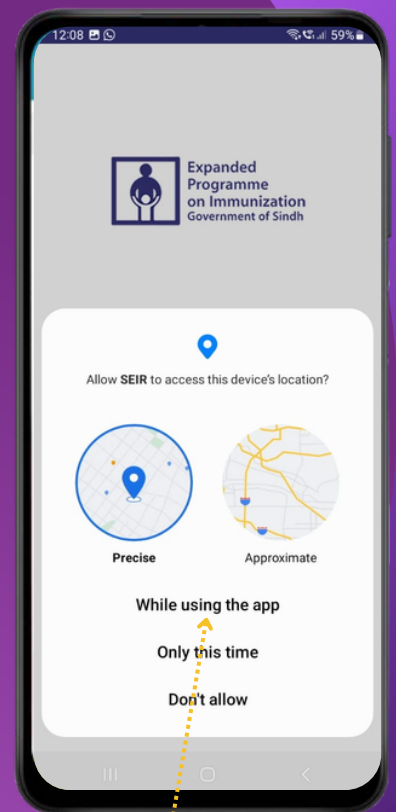 12:08 59%
Expanded
Programme
on Immunization
Government of Sindh
Allow SEIR to access this device's location?
Precise Approximate
While using the app
Only this time
Don't allow